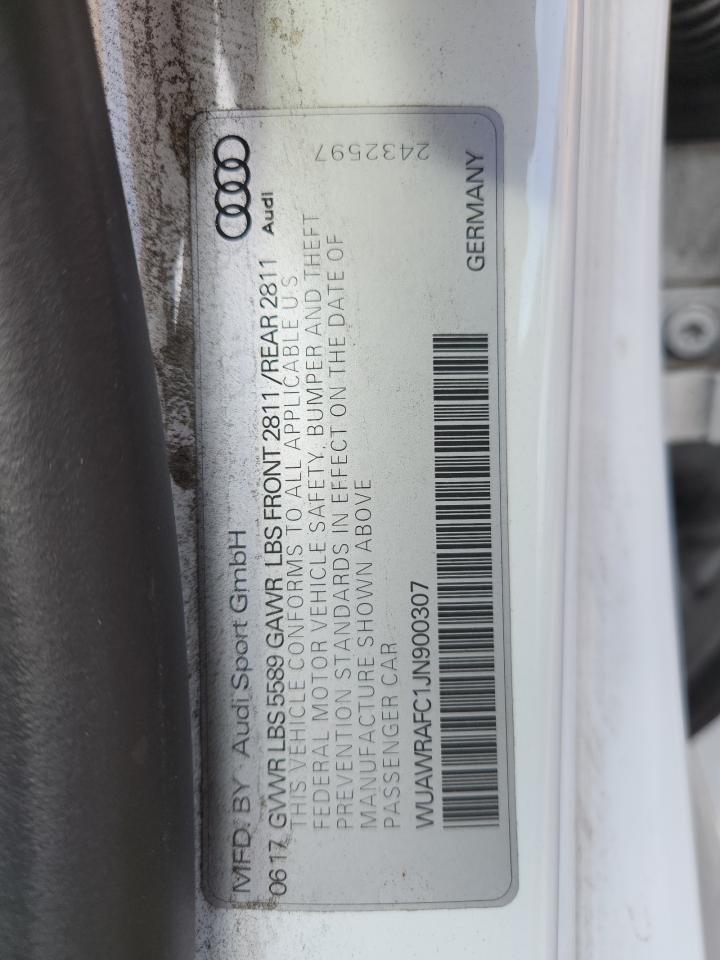 MFD. BY Audi Sport GmbH
Audi
06 17 GVWR LBS 5589 GAWR LBS FRONT 2811 /REAR 2811
THIS VEHICLE CONFORMS TO ALL APPLICABLE U.S.
FEDERAL MOTOR VEHICLE SAFETY, BUMPER AND THEFT
PREVENTION STANDARDS IN EFFECT ON THE DATE OF
MANUFACTURE SHOWN ABOVE
PASSENGER CAR
WUAWRAFC1JN900307
GERMANY
2432597